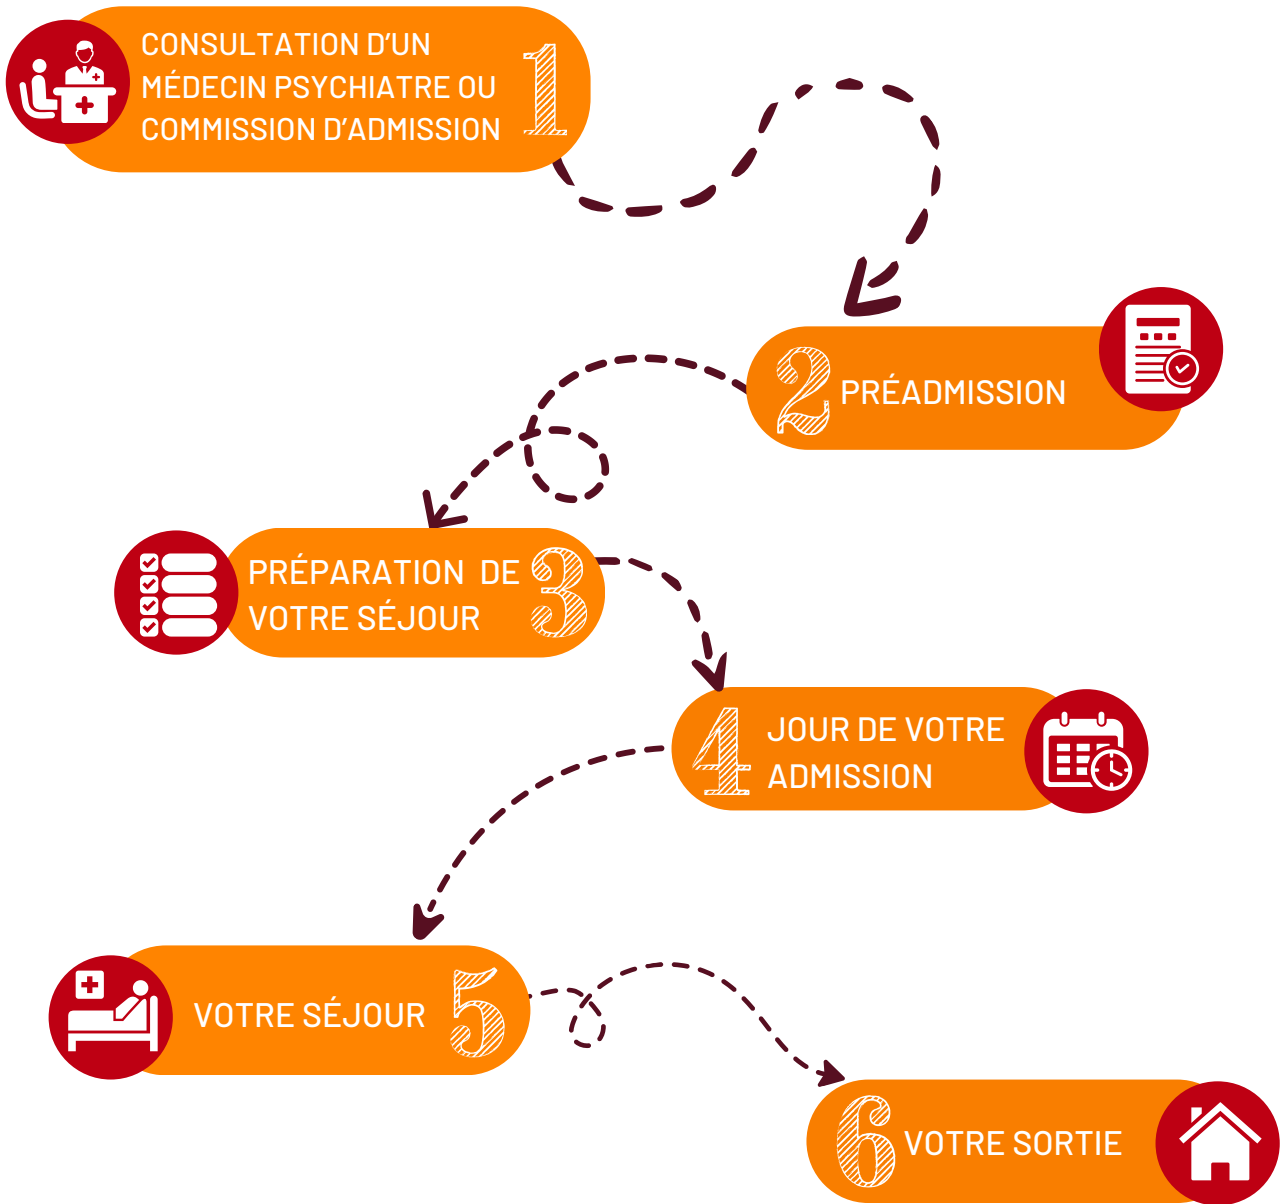 CONSULTATION D'UN
MÉDECIN PSYCHIATRE OU
COMMISSION D'ADMISSION
1
2
PRÉADMISSION
PRÉPARATION DE
VOTRE SÉJOUR
3
4
JOUR DE VOTRE
ADMISSION
VOTRE SÉJOUR
5
6
VOTRE SORTIE